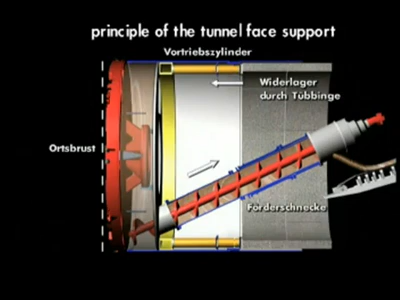 principle of the tunnel face support
Vortriebszylinder
Widerlager
durch Tübbinge
Ortsbrust
Förderschnecke